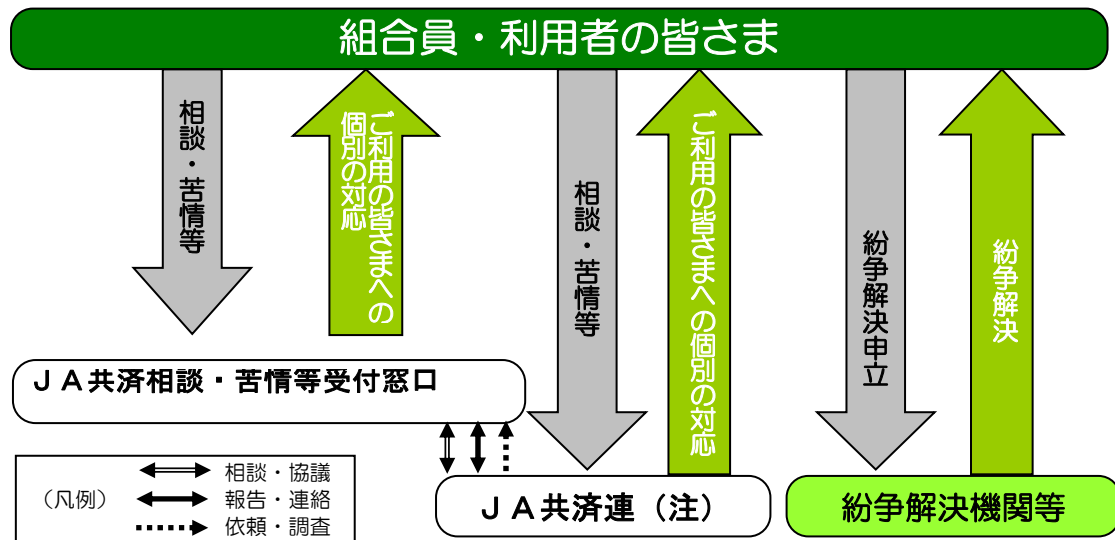 組合員・利用者の皆さま
相談・苦情等
ご利用の皆さまへの
個別の対応
相談・苦情等
ご利用の皆さまへの個別の対応
紛争解決申立
紛争解決
ＪＡ共済相談・苦情等受付窓口
（凡例）
相談・協議
報告・連絡
依頼・調査
ＪＡ共済連（注）
紛争解決機関等